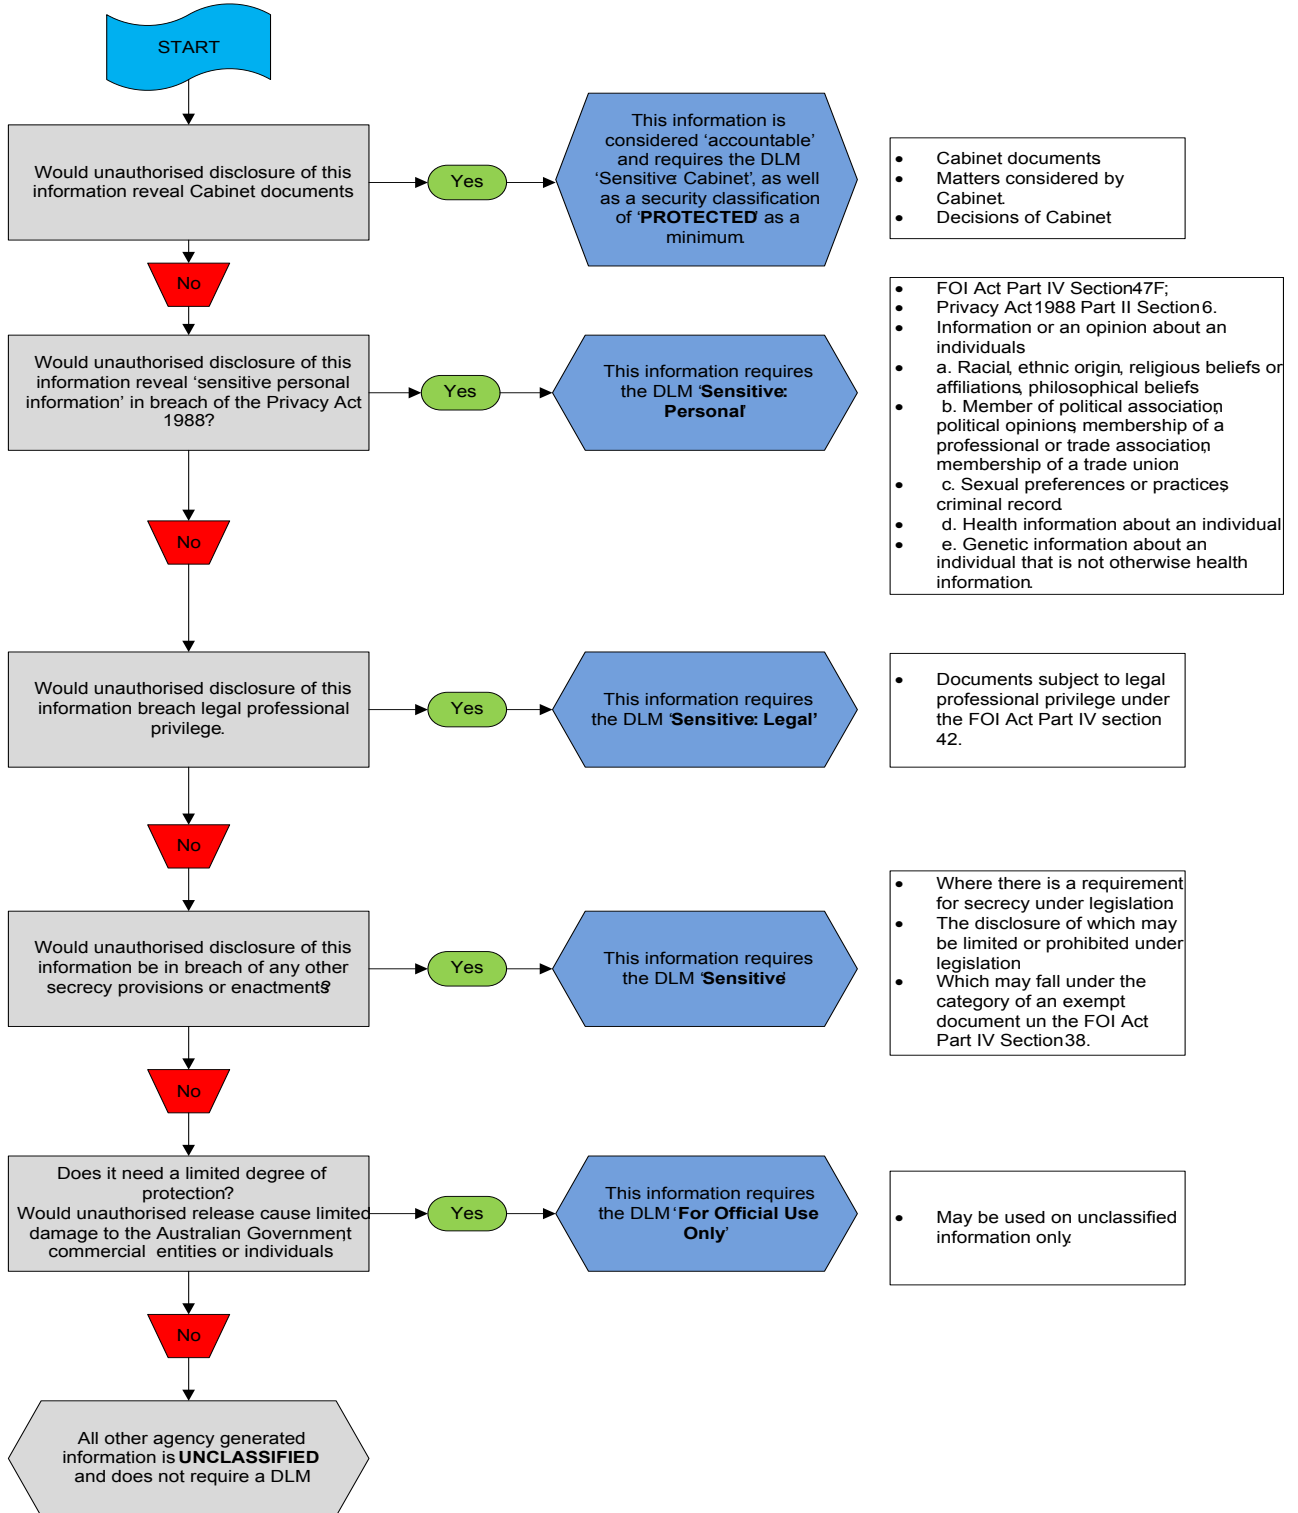 START
Would unauthorised disclosure of this
information reveal Cabinet documents
Yes
This information is
considered ‘accountable’
and requires the DLM
‘Sensitive: Cabinet’, as well
as a security classification
of ‘PROTECTED’ as a
minimum.
• Cabinet documents
• Matters considered by
Cabinet.
• Decisions of Cabinet
No
Would unauthorised disclosure of this
information reveal ‘sensitive personal
information’ in breach of the Privacy Act
1988?
Yes
This information requires
the DLM ‘Sensitive:
Personal’
• FOI Act Part IV Section 47F;
• Privacy Act 1988 Part II Section 6.
• Information or an opinion about an
individuals
• a. Racial, ethnic origin, religious beliefs or
affiliations, philosophical beliefs
• b. Member of political association,
political opinions, membership of a
professional or trade association,
membership of a trade union.
• c. Sexual preferences or practices,
criminal record.
• d. Health information about an individual.
• e. Genetic information about an
individual that is not otherwise health
information.
No
Would unauthorised disclosure of this
information breach legal professional
privilege.
Yes
This information requires
the DLM ‘Sensitive: Legal’
• Documents subject to legal
professional privilege under
the FOI Act Part IV section
42.
No
Would unauthorised disclosure of this
information be in breach of any other
secrecy provisions or enactments?
Yes
This information requires
the DLM ‘Sensitive’
• Where there is a requirement
for secrecy under legislation.
• The disclosure of which may
be limited or prohibited under
legislation.
• Which may fall under the
category of an exempt
document un the FOI Act
Part IV Section 38.
No
Does it need a limited degree of
protection?
Would unauthorised release cause limited
damage to the Australian Government,
commercial entities or individuals
Yes
This information requires
the DLM ‘For Official Use
Only’
• May be used on unclassified
information only.
No
All other agency generated
information is UNCLASSIFIED
and does not require a DLM